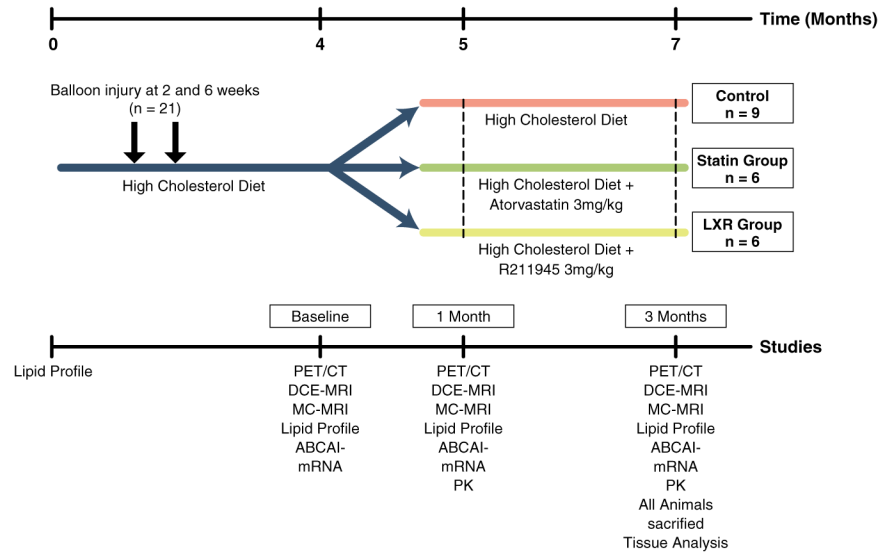 Time (Months)
0
4
5
7
Balloon injury at 2 and 6 weeks
(n = 21)
High Cholesterol Diet
High Cholesterol Diet
Control
n = 9
High Cholesterol Diet +
Atorvastatin 3mg/kg
Statin Group
n = 6
High Cholesterol Diet +
R211945 3mg/kg
LXR Group
n = 6
Baseline
1 Month
3 Months
Studies
Lipid Profile
PET/CT
DCE-MRI
MC-MRI
Lipid Profile
ABCAI-
mRNA
PET/CT
DCE-MRI
MC-MRI
Lipid Profile
ABCAI-
mRNA
PK
PET/CT
DCE-MRI
MC-MRI
Lipid Profile
ABCAI-
mRNA
PK
All Animals
sacrified
Tissue Analysis